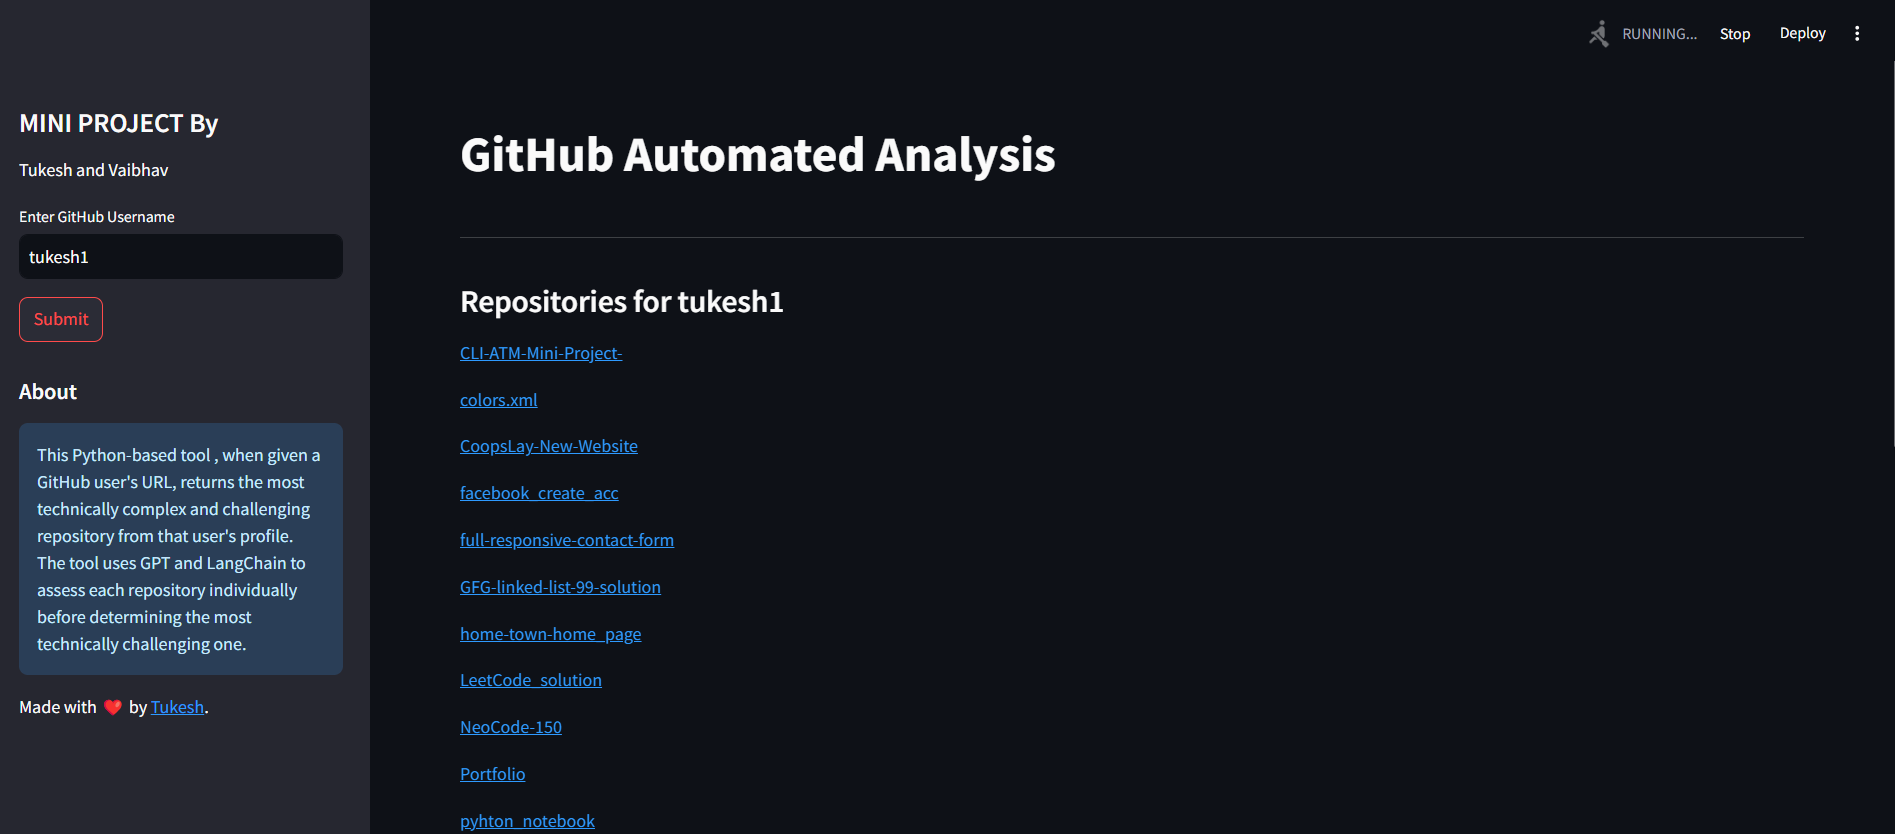 RUNNING...
Stop
Deploy
MINI PROJECT By
Tukesh and Vaibhav
Enter GitHub Username
tukesh1
Submit
About
This Python-based tool , when given a
GitHub user's URL, returns the most
technically complex and challenging
repository from that user's profile.
The tool uses GPT and LangChain to
assess each repository individually
before determining the most
technically challenging one.
Made with ❤️ by Tukesh.
GitHub Automated Analysis
Repositories for tukesh1
CLI-ATM-Mini-Project-
colors.xml
CoopsLay-New-Website
facebook_create_acc
full-responsive-contact-form
GFG-linked-list-99-solution
home-town-home_page
LeetCode_solution
NeoCode-150
Portfolio
pyhton_notebook